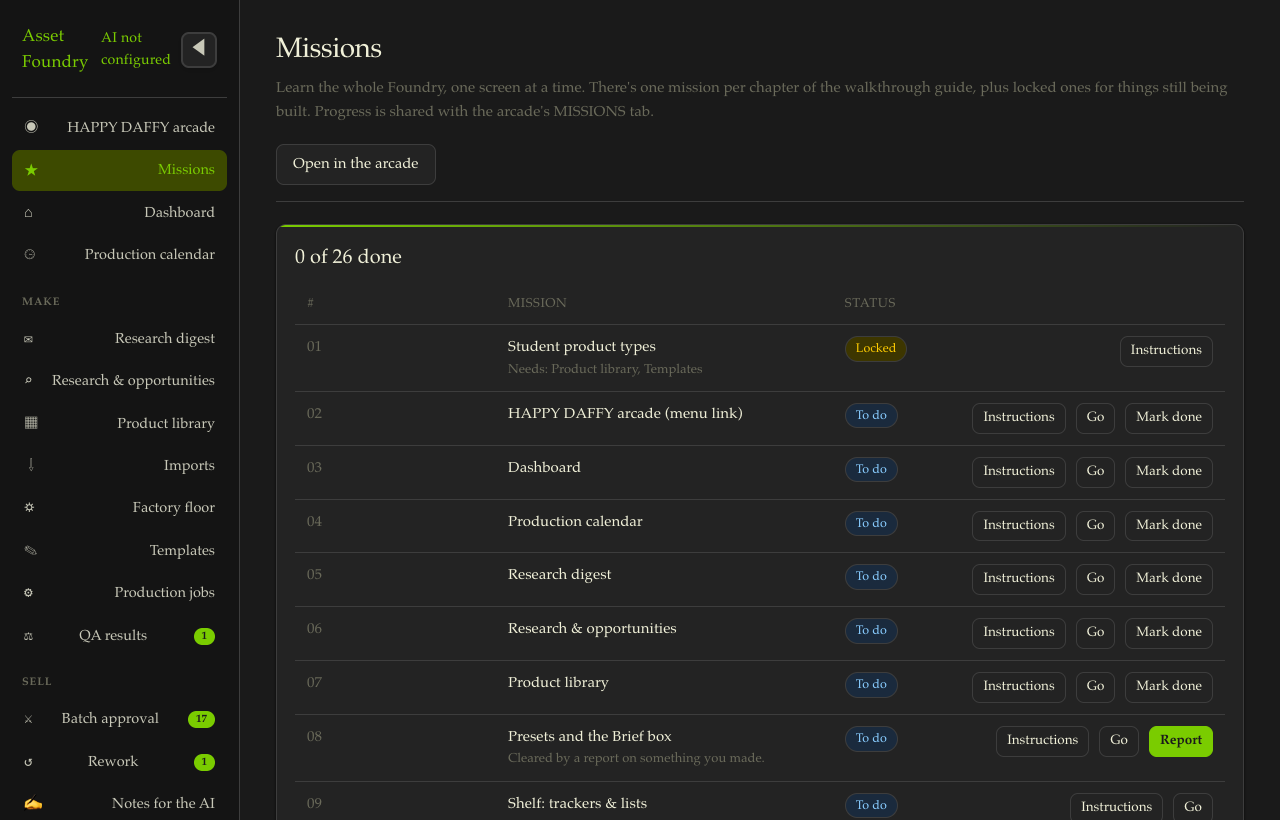 Asset Foundry
AI not configured
HAPPY DAFFY arcade
Missions
Dashboard
Production calendar
MAKE
Research digest
Research & opportunities
Product library
Imports
Factory floor
Templates
Production jobs
QA results 1
SELL
Batch approval 17
Rework 1
Notes for the AI
Missions
Learn the whole Foundry, one screen at a time. There's one mission per chapter of the walkthrough guide, plus locked ones for things still being
built. Progress is shared with the arcade's MISSIONS tab.
Open in the arcade
0 of 26 done
# MISSION STATUS
01 Student product types Locked Instructions
Needs: Product library, Templates
02 HAPPY DAFFY arcade (menu link) To do Instructions Go Mark done
03 Dashboard To do Instructions Go Mark done
04 Production calendar To do Instructions Go Mark done
05 Research digest To do Instructions Go Mark done
06 Research & opportunities To do Instructions Go Mark done
07 Product library To do Instructions Go Mark done
08 Presets and the Brief box To do Instructions Go Report
Cleared by a report on something you made.
09 Shelf: trackers & lists To do Instructions Go